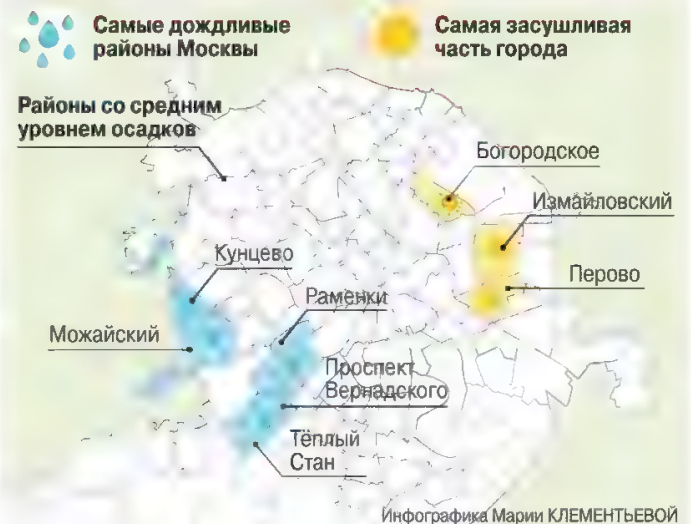 Самые дождливые
районы Москвы
Самая засушливая
часть города
Районы со средним
уровнем осадков
Богородское
Измайловский
Кунцево
Перово
Раменки
Можайский
Проспект
Вернадского
Тёплый
Стан
Инфографика Марии КЛЕМЕНТЬЕВОЙ